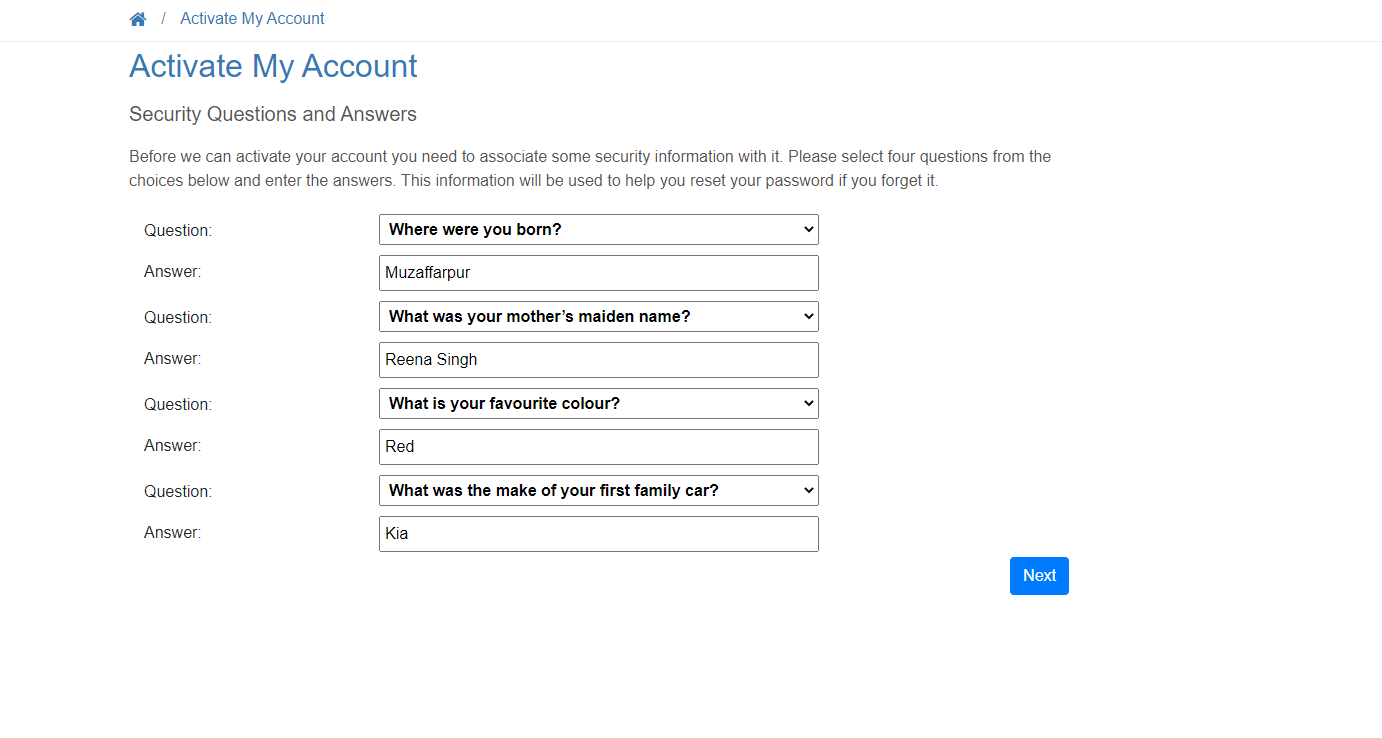 / Activate My Account
Activate My Account
Security Questions and Answers
Before we can activate your account you need to associate some security information with it. Please select four questions from the
choices below and enter the answers. This information will be used to help you reset your password if you forget it.
Question: Where were you born?
Answer: Muzaffarpur
Question: What was your mother’s maiden name?
Answer: Reena Singh
Question: What is your favourite colour?
Answer: Red
Question: What was the make of your first family car?
Answer: Kia
Next